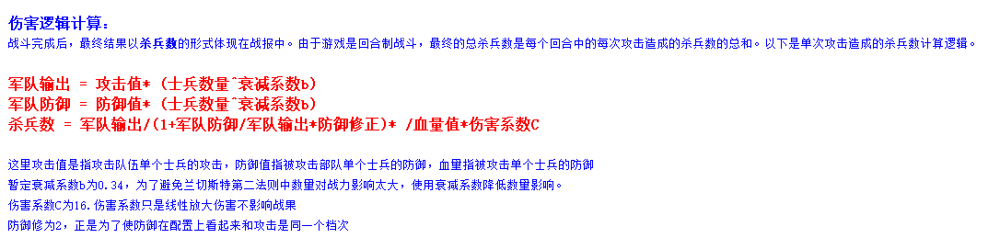 伤害逻辑计算：
战斗完成后，最终结果以杀兵数的形式体现在战报中。由于游戏是回合制战斗，最终的总杀兵数是每个回合中的每次攻击造成的杀兵数的总和。以下是单次攻击造成的杀兵数计算逻辑。
军队输出 = 攻击值* (士兵数量^衰减系数b)
军队防御 = 防御值* (士兵数量^衰减系数b)
杀兵数 = 军队输出/(1+军队防御/军队输出*防御修正)* /血量值*伤害系数C
这里攻击值是指攻击队伍单个士兵的攻击，防御值指被攻击部队单个士兵的防御，血量指被攻击单个士兵的防御
暂定衰减系数b为0.34，为了避免兰切斯特第二法则中数量对战力影响太大，使用衰减系数降低数量影响。
伤害系数C为16.伤害系数只是线性放大伤害不影响战果
防御修为2，正是为了使防御在配置上看起来和攻击是同一个档次